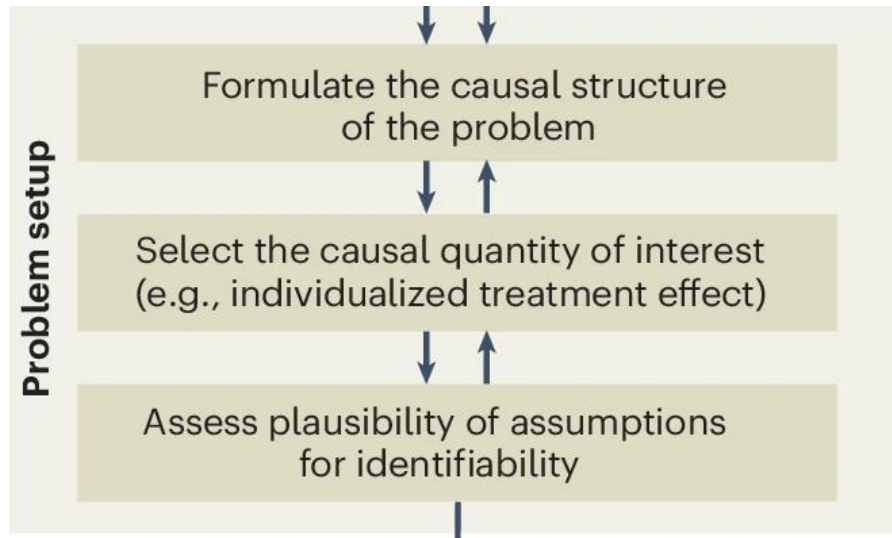 Problem setup
Formulate the causal structure
of the problem
Select the causal quantity of interest
(e.g., individualized treatment effect)
Assess plausibility of assumptions
for identifiability